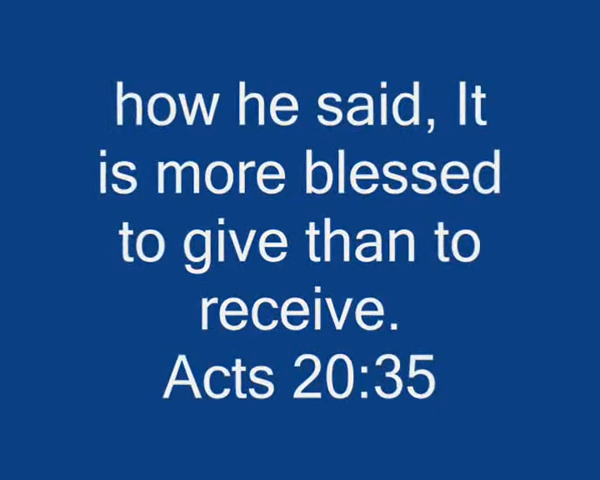 how he said, It
is more blessed
to give than to
receive.
Acts 20:35